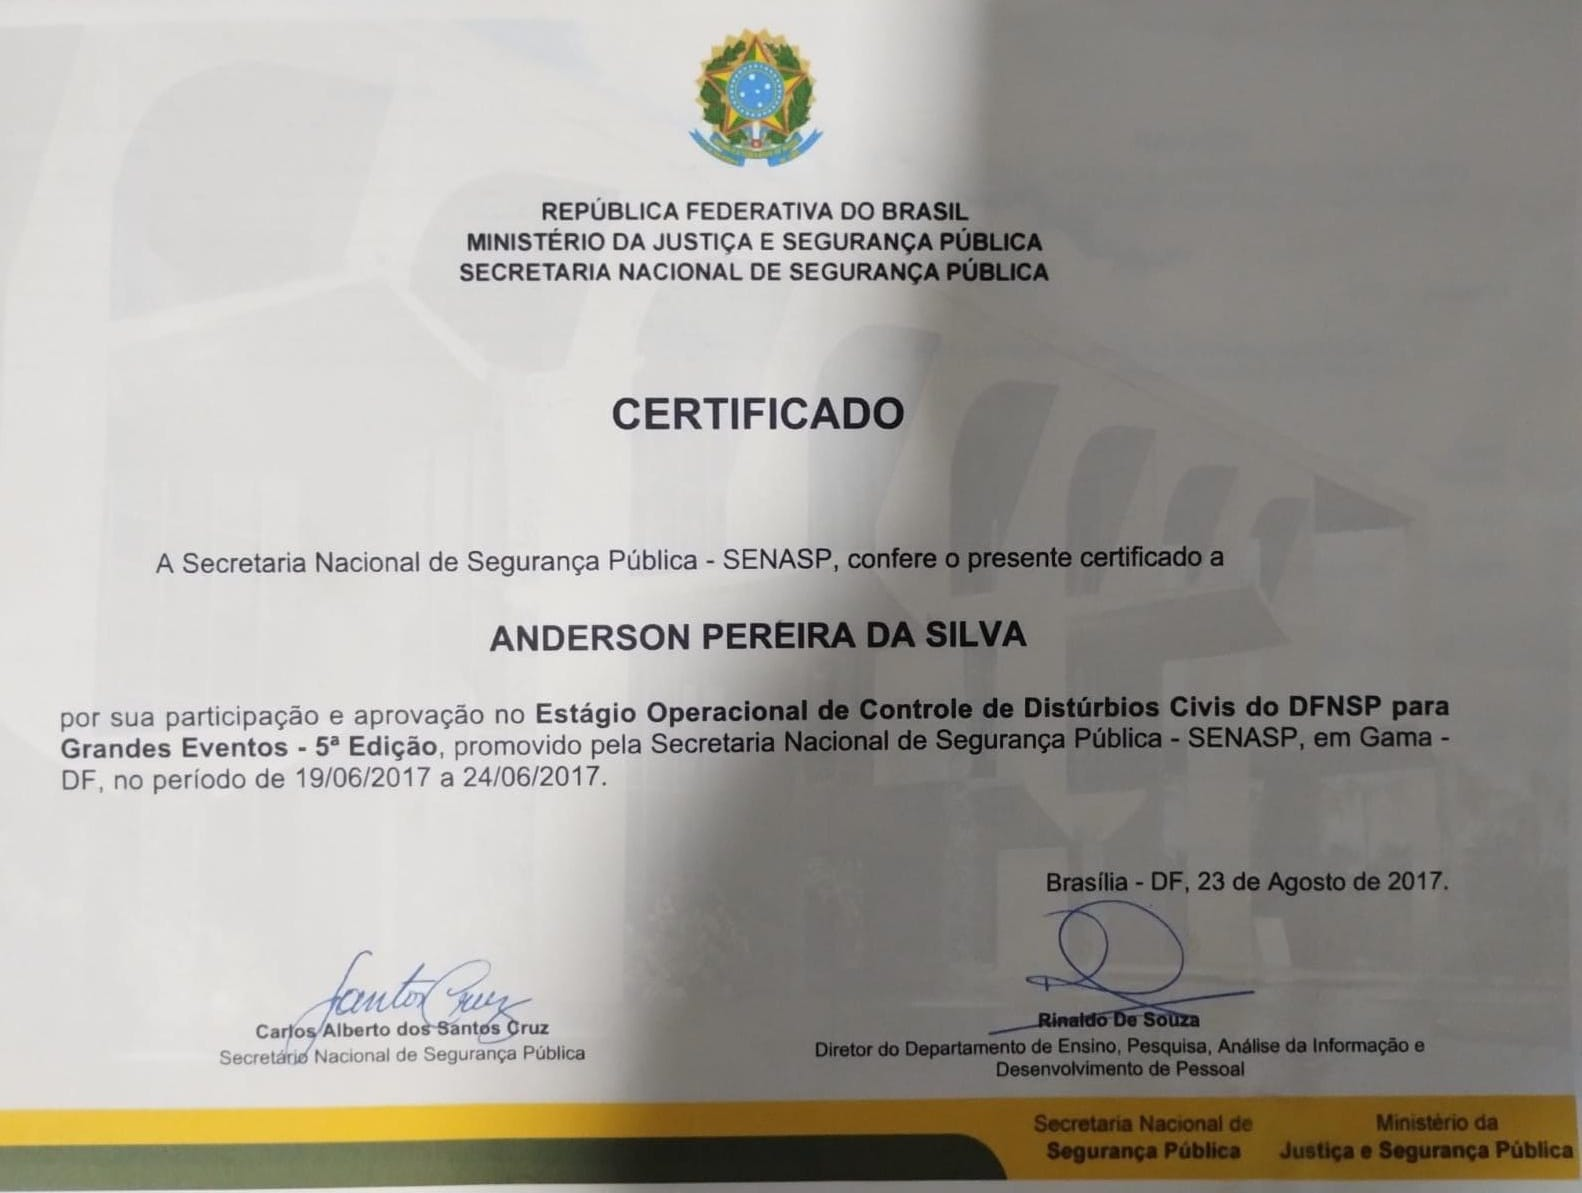 REPÚBLICA FEDERATIVA DO BRASIL
MINISTÉRIO DA JUSTIÇA E SEGURANÇA PÚBLICA
SECRETARIA NACIONAL DE SEGURANÇA PÚBLICA
CERTIFICADO
A Secretaria Nacional de Segurança Pública - SENASP, confere o presente certificado a
ANDERSON PEREIRA DA SILVA
por sua participação e aprovação no Estágio Operacional de Controle de Distúrbios Civis do DFNSP para
Grandes Eventos - 5ª Edição, promovido pela Secretaria Nacional de Segurança Pública - SENASP, em Gama -
DF, no período de 19/06/2017 a 24/06/2017.
Brasília - DF, 23 de Agosto de 2017.
Santos Cruz
Carlos Alberto dos Santos Cruz
Secretário Nacional de Segurança Pública
Rinaldo De Souza
Diretor do Departamento de Ensino, Pesquisa, Análise da Informação e
Desenvolvimento de Pessoal
Secretaria Nacional de
Segurança Pública
Ministério da
Justiça e Segurança Pública